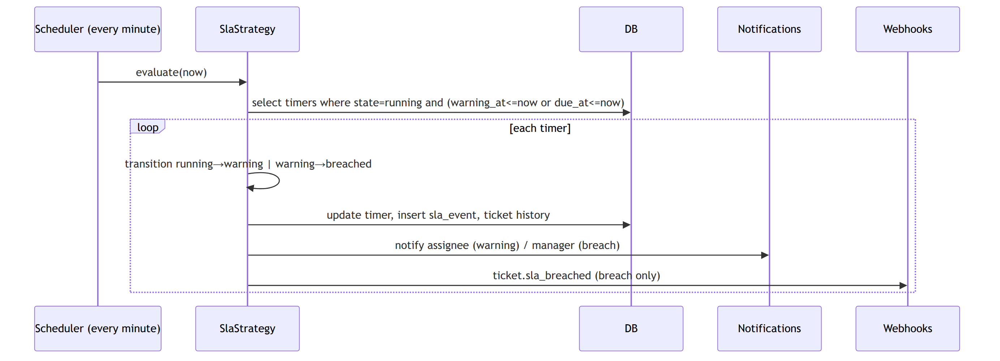 Scheduler (every minute)
SlaStrategy
DB
Notifications
Webhooks
evaluate(now)
select timers where state=running and (warning_at<=now or due_at<=now)
loop
[each timer]
transition running→warning | warning→breached
update timer, insert sla_event, ticket history
notify assignee (warning) / manager (breach)
ticket.sla_breached (breach only)
Scheduler (every minute)
SlaStrategy
DB
Notifications
Webhooks